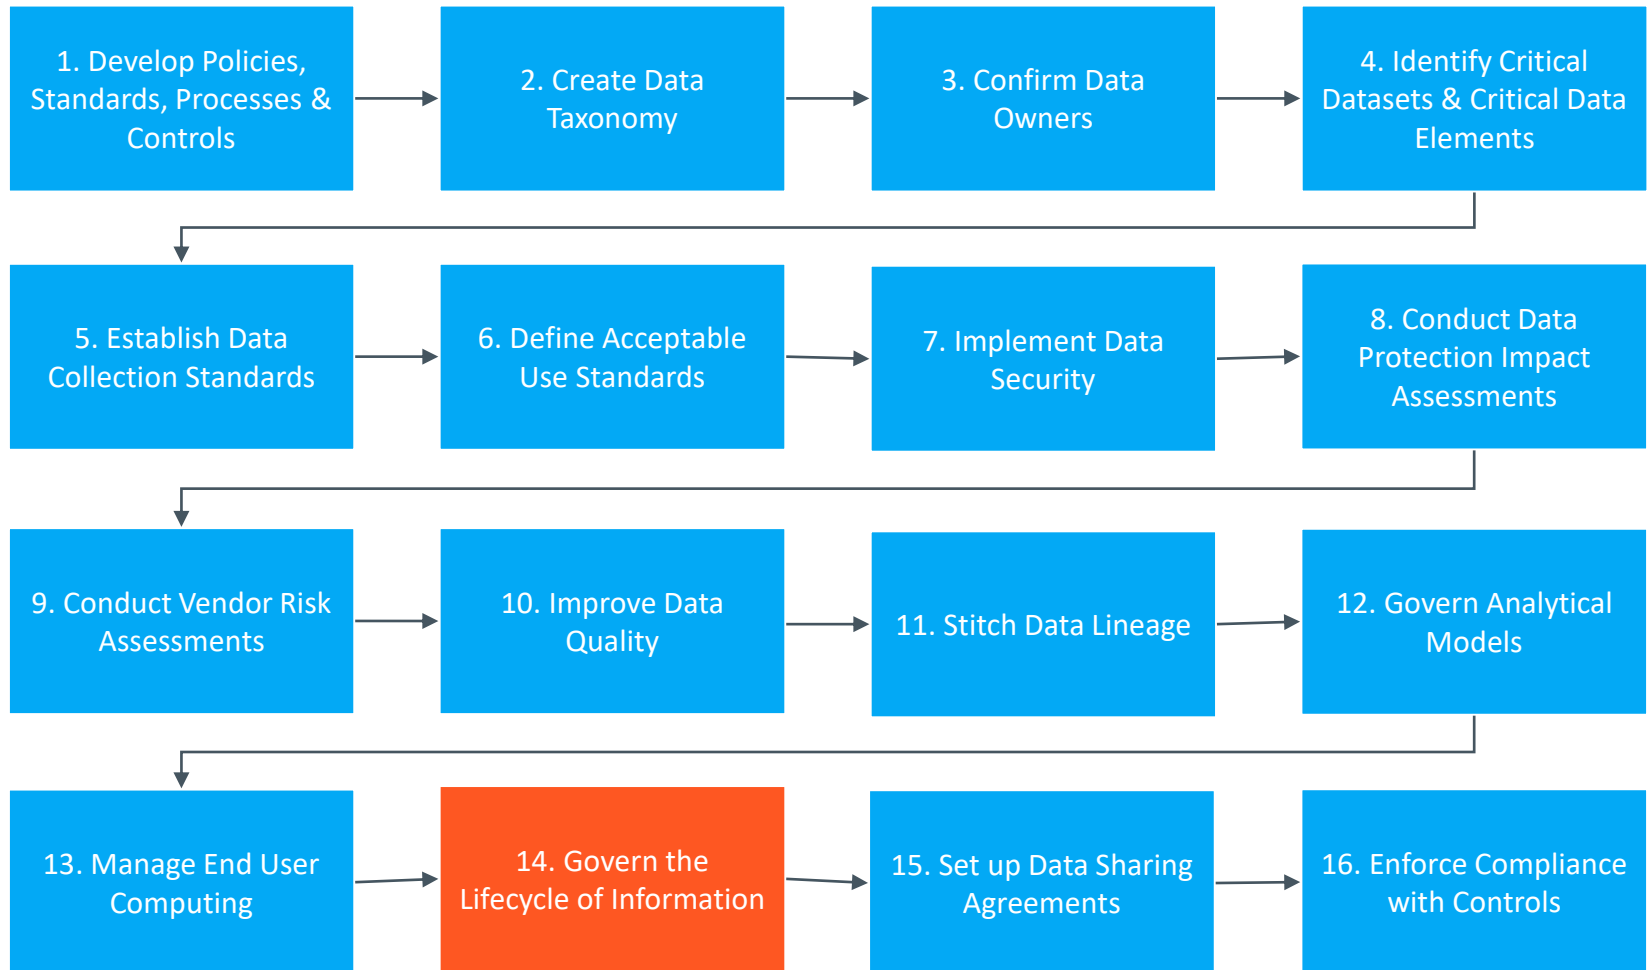 1. Develop Policies,
Standards, Processes &
Controls
2. Create Data
Taxonomy
3. Confirm Data
Owners
4. Identify Critical
Datasets & Critical Data
Elements
5. Establish Data
Collection Standards
6. Define Acceptable
Use Standards
7. Implement Data
Security
8. Conduct Data
Protection Impact
Assessments
9. Conduct Vendor Risk
Assessments
10. Improve Data
Quality
11. Stitch Data Lineage
12. Govern Analytical
Models
13. Manage End User
Computing
14. Govern the
Lifecycle of Information
15. Set up Data Sharing
Agreements
16. Enforce Compliance
with Controls